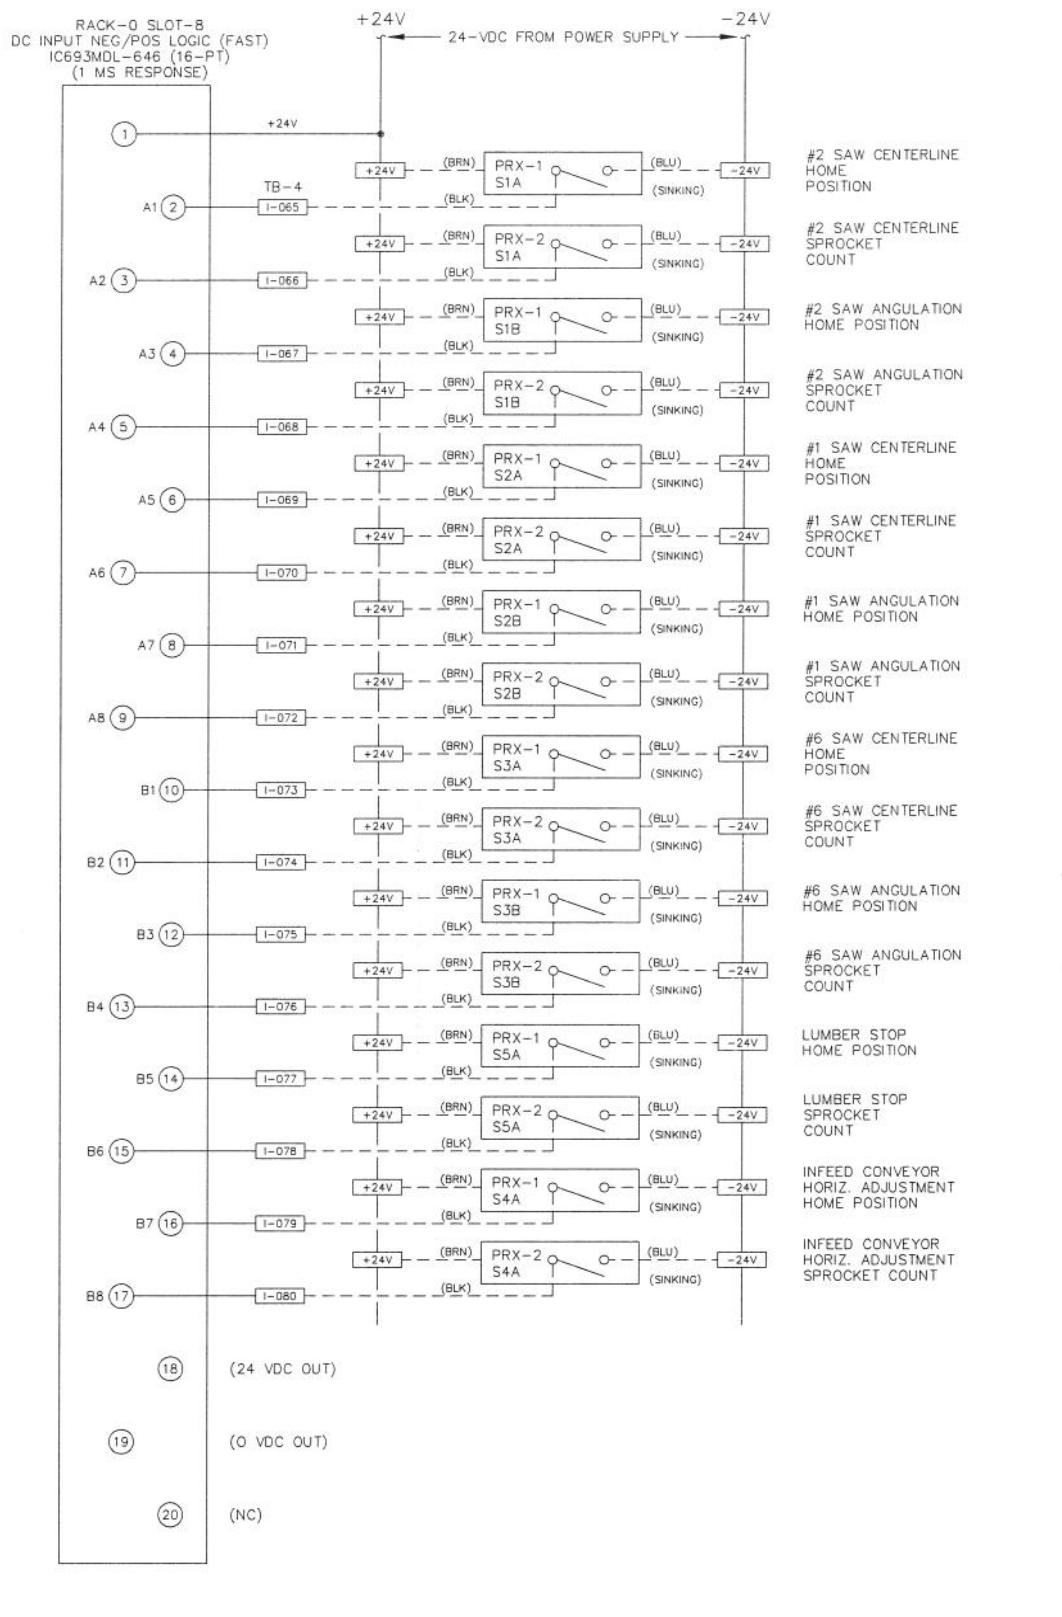 RACK-0 SLOT-8
DC INPUT NEG/POS LOGIC (FAST)
IC693MDL-646 (16-PT)
(1 MS RESPONSE)
+24V
24-VDC FROM POWER SUPPLY
-24V
1
+24V
+24V (BRN) PRX-1 S1A (BLU) (SINKING) -24V
#2 SAW CENTERLINE
HOME
POSITION
TB-4
A1 2 I-065 (BLK)
+24V (BRN) PRX-2 S1A (BLU) (SINKING) -24V
#2 SAW CENTERLINE
SPROCKET
COUNT
A2 3 I-066 (BLK)
+24V (BRN) PRX-1 S1B (BLU) (SINKING) -24V
#2 SAW ANGULATION
HOME POSITION
A3 4 I-067 (BLK)
+24V (BRN) PRX-2 S1B (BLU) (SINKING) -24V
#2 SAW ANGULATION
SPROCKET
COUNT
A4 5 I-068 (BLK)
+24V (BRN) PRX-1 S2A (BLU) (SINKING) -24V
#1 SAW CENTERLINE
HOME
POSITION
A5 6 I-069 (BLK)
+24V (BRN) PRX-2 S2A (BLU) (SINKING) -24V
#1 SAW CENTERLINE
SPROCKET
COUNT
A6 7 I-070 (BLK)
+24V (BRN) PRX-1 S2B (BLU) (SINKING) -24V
#1 SAW ANGULATION
HOME POSITION
A7 8 I-071 (BLK)
+24V (BRN) PRX-2 S2B (BLU) (SINKING) -24V
#1 SAW ANGULATION
SPROCKET
COUNT
A8 9 I-072 (BLK)
+24V (BRN) PRX-1 S3A (BLU) (SINKING) -24V
#6 SAW CENTERLINE
HOME
POSITION
B1 10 I-073 (BLK)
+24V (BRN) PRX-2 S3A (BLU) (SINKING) -24V
#6 SAW CENTERLINE
SPROCKET
COUNT
B2 11 I-074 (BLK)
+24V (BRN) PRX-1 S3B (BLU) (SINKING) -24V
#6 SAW ANGULATION
HOME POSITION
B3 12 I-075 (BLK)
+24V (BRN) PRX-2 S3B (BLU) (SINKING) -24V
#6 SAW ANGULATION
SPROCKET
COUNT
B4 13 I-076 (BLK)
+24V (BRN) PRX-1 S5A (BLU) (SINKING) -24V
LUMBER STOP
HOME POSITION
B5 14 I-077 (BLK)
+24V (BRN) PRX-2 S5A (BLU) (SINKING) -24V
LUMBER STOP
SPROCKET
COUNT
B6 15 I-078 (BLK)
+24V (BRN) PRX-1 S4A (BLU) (SINKING) -24V
INFEED CONVEYOR
HORIZ. ADJUSTMENT
HOME POSITION
B7 16 I-079 (BLK)
+24V (BRN) PRX-2 S4A (BLU) (SINKING) -24V
INFEED CONVEYOR
HORIZ. ADJUSTMENT
SPROCKET COUNT
B8 17 I-080 (BLK)
18 (24 VDC OUT)
19 (0 VDC OUT)
20 (NC)